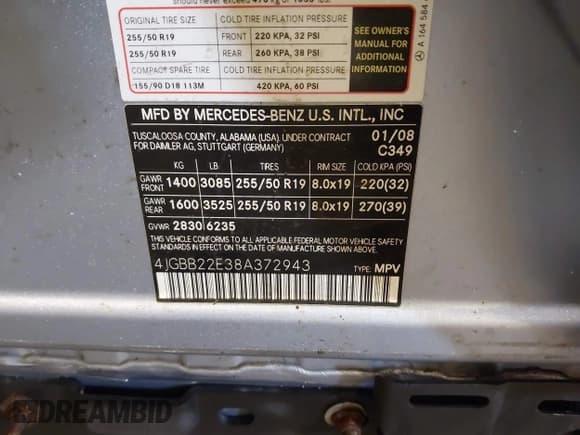 ORIGINAL TIRE SIZE COLD TIRE INFLATION PRESSURE
255/50 R19 FRONT 220 KPA, 32 PSI
255/50 R19 REAR 260 KPA, 38 PSI
COMPACT SPARE TIRE COLD TIRE INFLATION PRESSURE
155/90 D18 113M 420 KPA, 60 PSI
SEE OWNER'S
MANUAL FOR
ADDITIONAL
INFORMATION
A 164 584
MFD BY MERCEDES-BENZ U.S. INTL., INC
TUSCALOOSA COUNTY, ALABAMA (USA) UNDER CONTRACT 01/08
FOR DAIMLER AG, STUTTGART (GERMANY) C349
KG LB TIRES RIM SIZE COLD KPA (PSI)
GAWR FRONT 1400 3085 255/50 R19 8.0x19 220(32)
GAWR REAR 1600 3525 255/50 R19 8.0x19 270(39)
GVWR 2830 6235
THIS VEHICLE CONFORMS TO ALL APPLICABLE FEDERAL MOTOR VEHICLE SAFETY
STANDARDS IN EFFECT ON THE DATE OF MANUFACTURE SHOWN ABOVE.
4JGBB22E38A372943 TYPE: MPV
DREAMBID